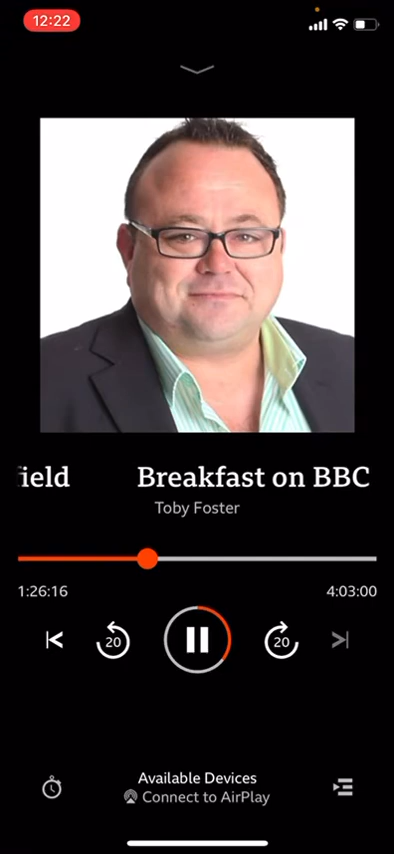 12:22
ield
Breakfast on BBC
Toby Foster
1:26:16
4:03:00
20
20
Available Devices
Connect to AirPlay